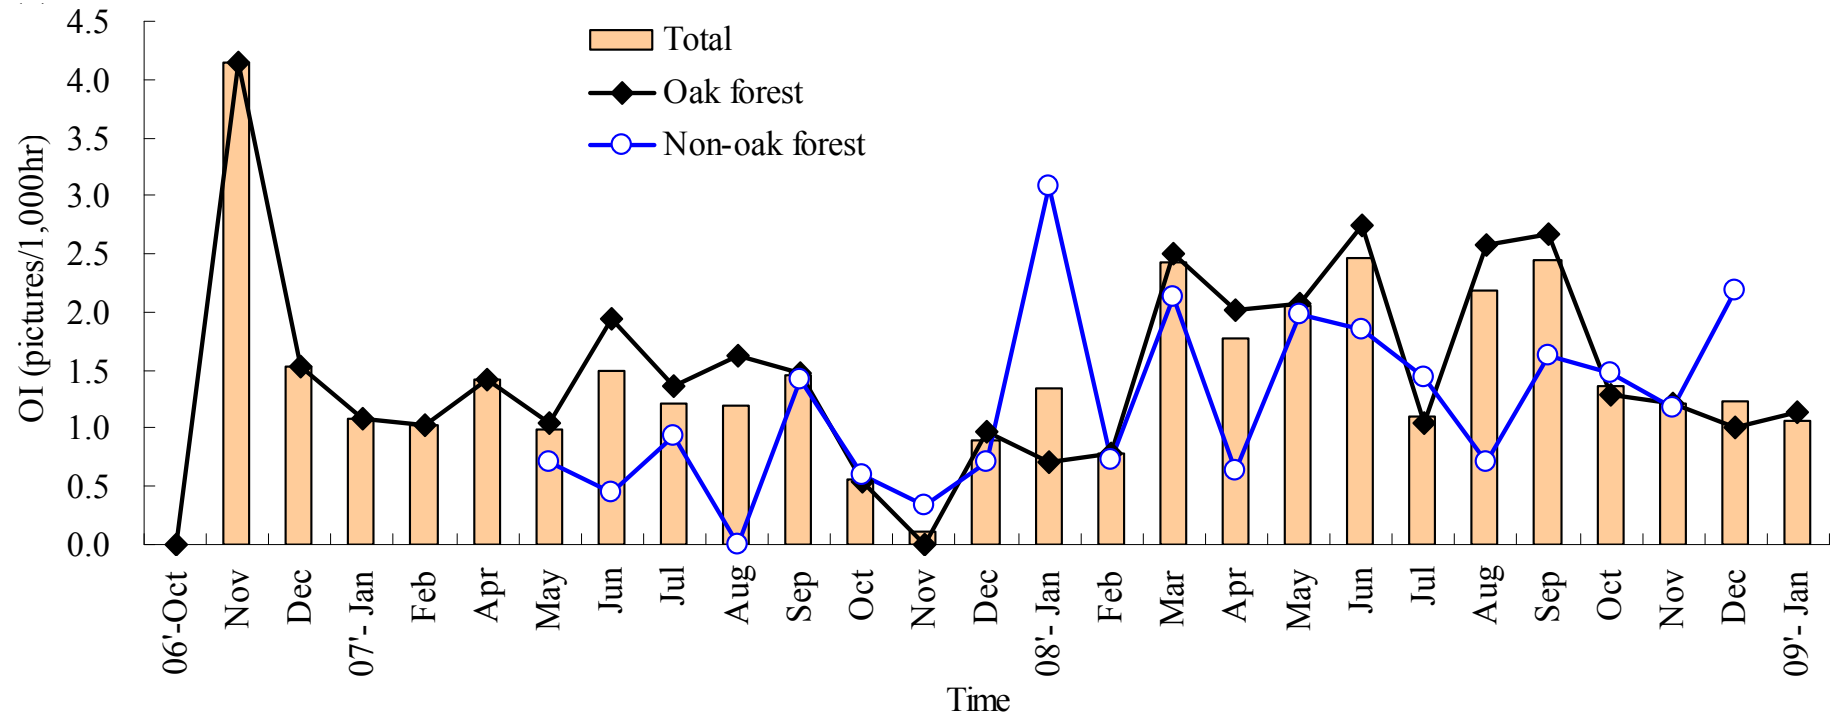 4.5
4.0
3.5
3.0
2.5
2.0
1.5
1.0
0.5
0.0
OI (pictures/1,000hr)
Total
Oak forest
Non-oak forest
06'-Oct
Nov
Dec
07'- Jan
Feb
Apr
May
Jun
Jul
Aug
Sep
Oct
Nov
Dec
08'- Jan
Feb
Mar
Apr
May
Jun
Jul
Aug
Sep
Oct
Nov
Dec
09'- Jan
Time